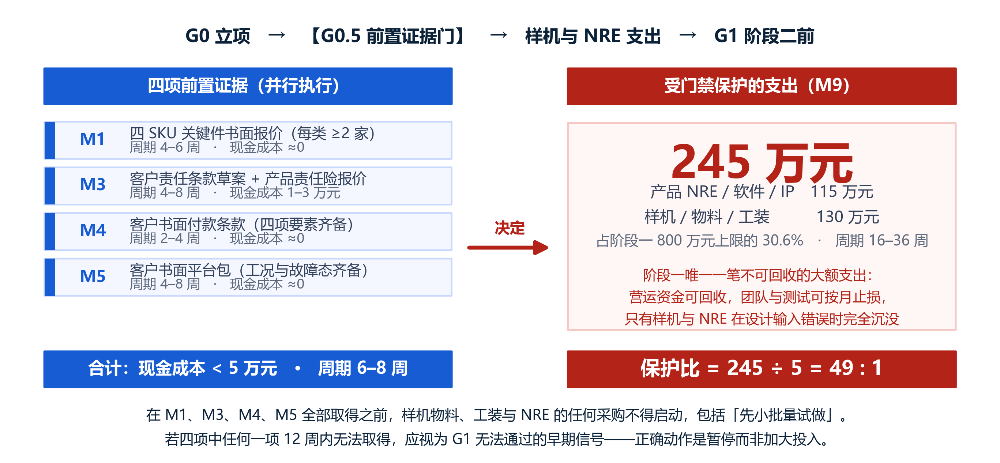 G0 立项 → 【G0.5 前置证据门】 → 样机与 NRE 支出 → G1 阶段二前
四项前置证据（并行执行）
M1
四 SKU 关键件书面报价（每类 ≥2 家）
周期 4–6 周 · 现金成本 ≈0
M3
客户责任条款草案 + 产品责任险报价
周期 4–8 周 · 现金成本 1–3 万元
M4
客户书面付款条款（四项要素齐备）
周期 2–4 周 · 现金成本 ≈0
M5
客户书面平台包（工况与故障态齐备）
周期 4–8 周 · 现金成本 ≈0
合计：现金成本 < 5 万元 · 周期 6–8 周
决定
受门禁保护的支出（M9）
245 万元
产品 NRE / 软件 / IP 115 万元
样机 / 物料 / 工装 130 万元
占阶段一 800 万元上限的 30.6% · 周期 16–36 周
阶段一唯一一笔不可回收的大额支出：
营运资金可回收，团队与测试可按月止损，
只有样机与 NRE 在设计输入错误时完全沉没
保护比 = 245 ÷ 5 = 49 : 1
在 M1、M3、M4、M5 全部取得之前，样机物料、工装与 NRE 的任何采购不得启动，包括「先小批量试做」。
若四项中任何一项 12 周内无法取得，应视为 G1 无法通过的早期信号——正确动作是暂停而非加大投入。